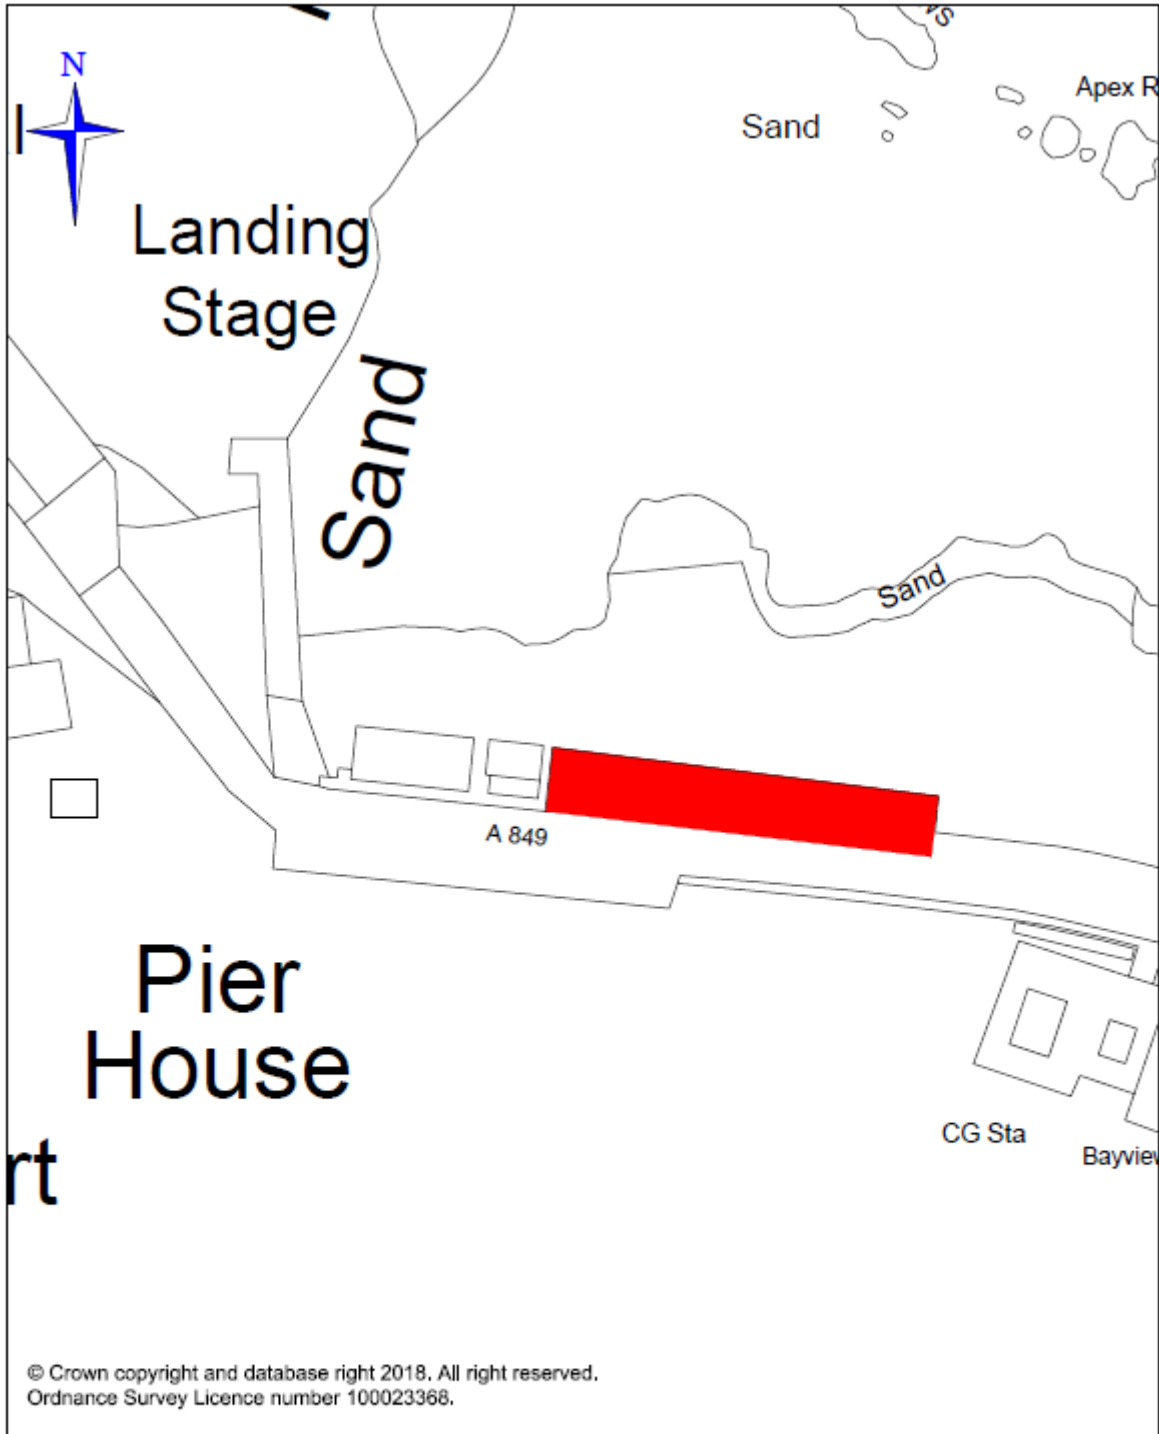 N
Sand
Apex R
Landing
Stage
Sand
Sand
A 849
Pier
House
CG Sta
Bayview
rt
© Crown copyright and database right 2018. All right reserved.
Ordnance Survey Licence number 100023368.